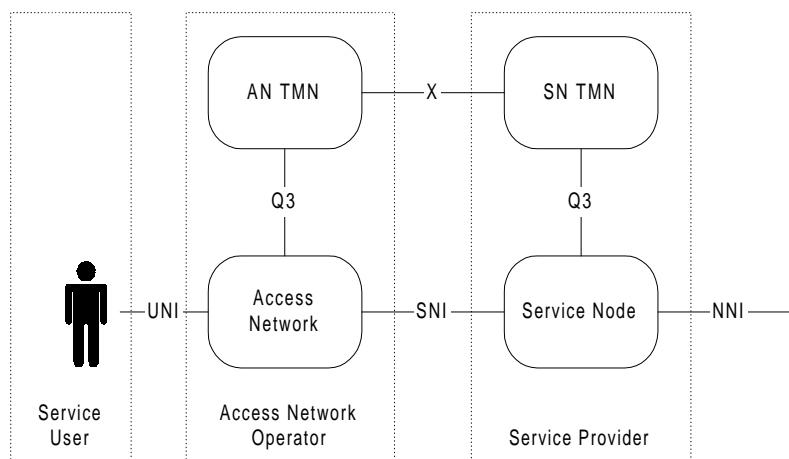 AN TMN
X
SN TMN
Q3
Q3
UNI
Access
Network
SNI
Service Node
NNI
Service
User
Access Network
Operator
Service Provider